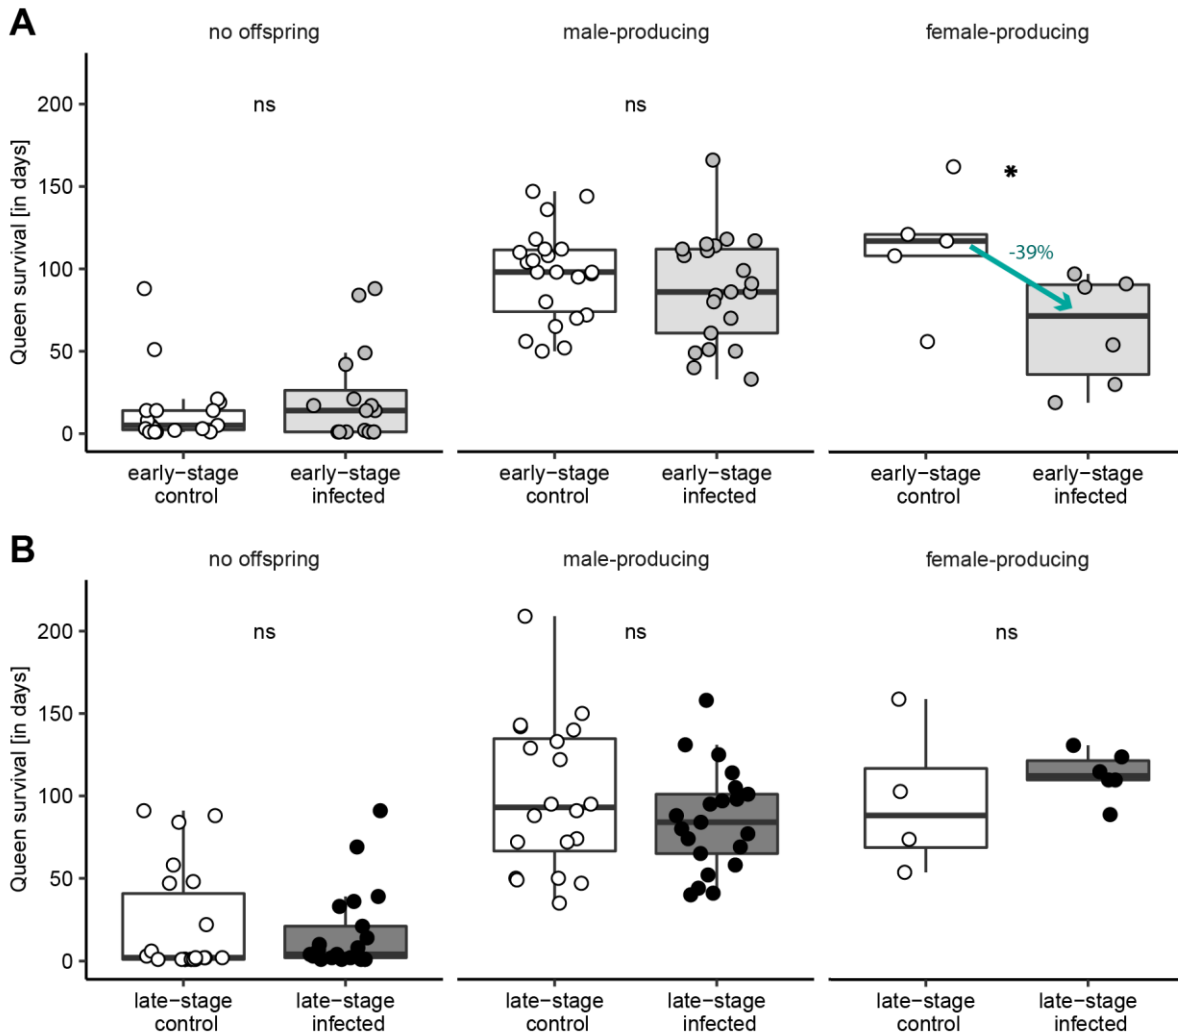 A
no offspring
male-producing
female-producing
Queen survival [in days]
200
150
100
50
0
ns
ns
*
-39%
early-stage
control
early-stage
infected
early-stage
control
early-stage
infected
early-stage
control
early-stage
infected
B
no offspring
male-producing
female-producing
Queen survival [in days]
200
150
100
50
0
ns
ns
ns
late-stage
control
late-stage
infected
late-stage
control
late-stage
infected
late-stage
control
late-stage
infected